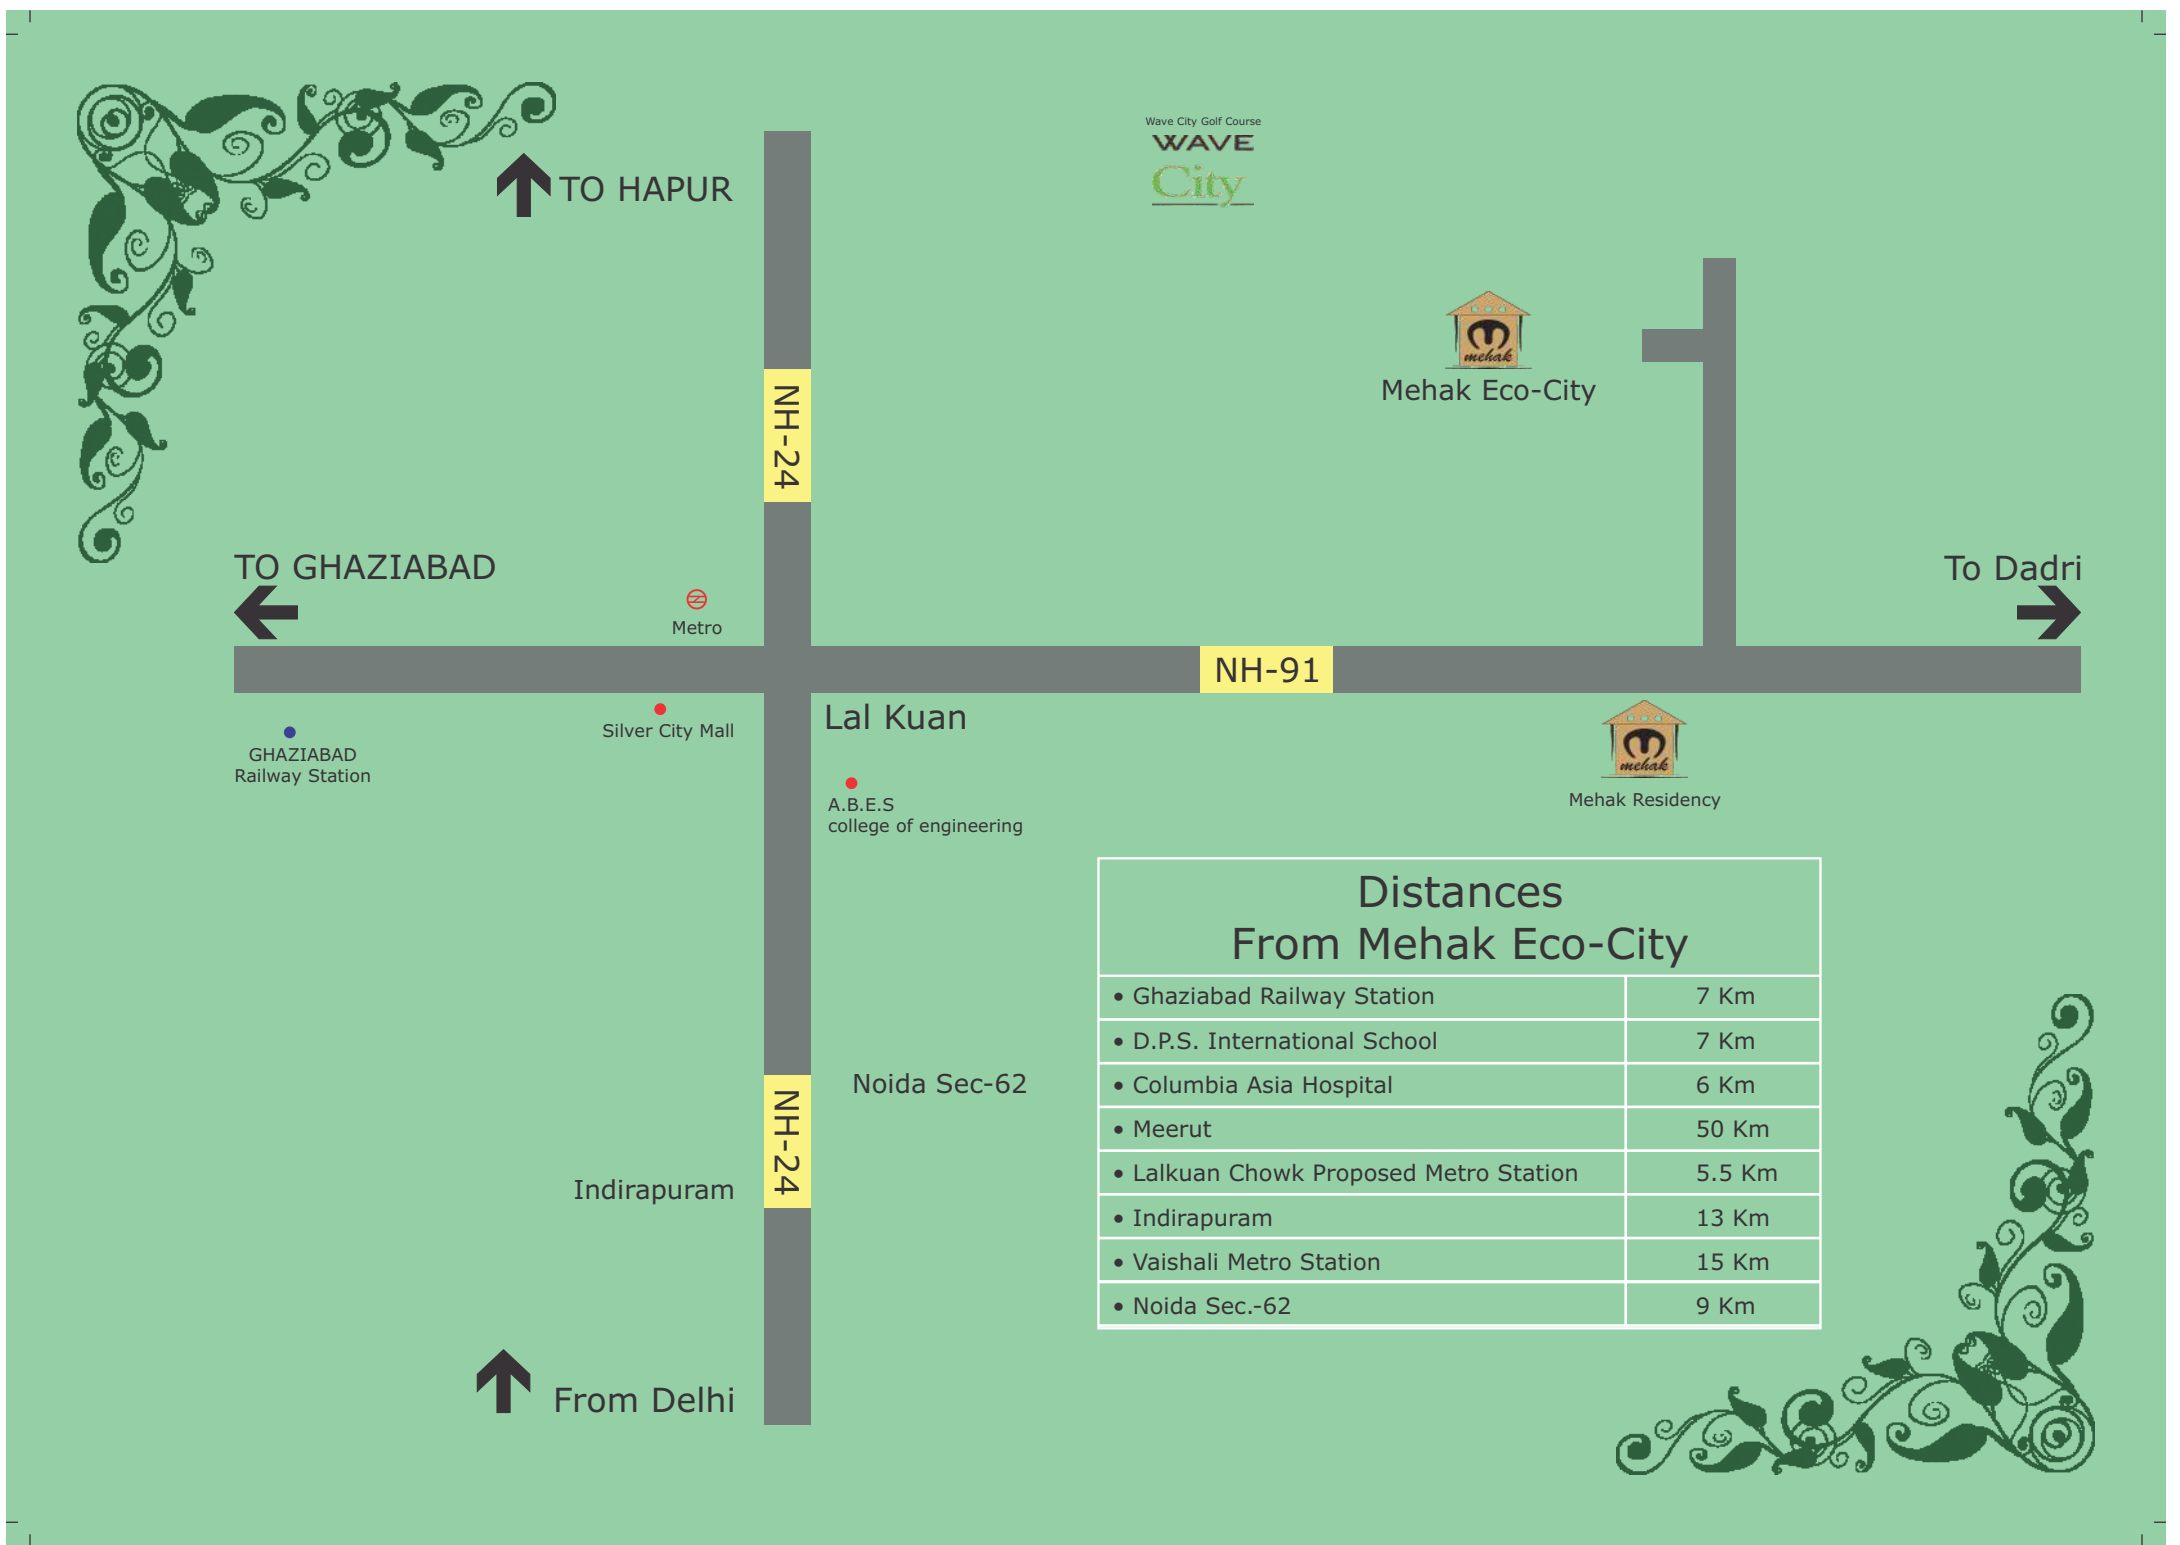 Wave City Golf Course
WAVE
City
TO HAPUR
mehak
Mehak Eco-City
NH-24
TO GHAZIABAD
To Dadri
Metro
NH-91
Lal Kuan
Silver City Mall
GHAZIABAD
Railway Station
mehak
Mehak Residency
A.B.E.S
college of engineering
Distances
From Mehak Eco-City
• Ghaziabad Railway Station 7 Km
• D.P.S. International School 7 Km
• Columbia Asia Hospital 6 Km
• Meerut 50 Km
• Lalkuan Chowk Proposed Metro Station 5.5 Km
• Indirapuram 13 Km
• Vaishali Metro Station 15 Km
• Noida Sec.-62 9 Km
Noida Sec-62
NH-24
Indirapuram
From Delhi